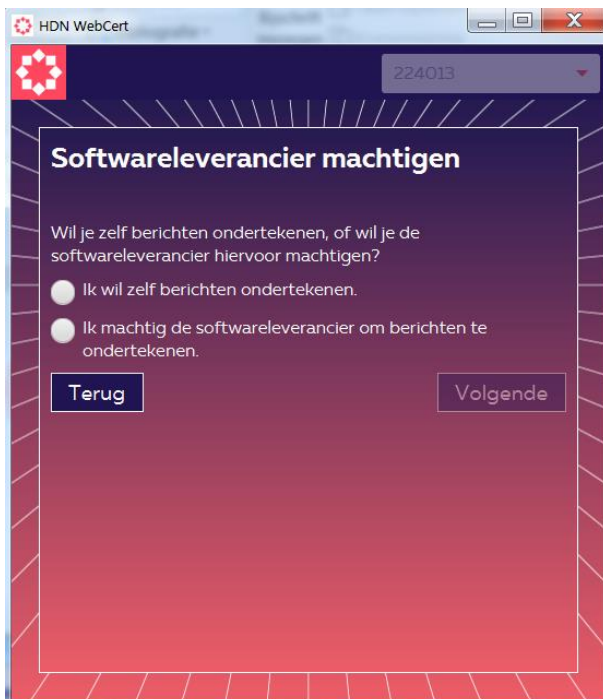 HDN WebCert
224013
Softwareleverancier machtigen
Wil je zelf berichten ondertekenen, of wil je de
softwareleverancier hiervoor machtigen?
Ik wil zelf berichten ondertekenen.
Ik machtig de softwareleverancier om berichten te
ondertekenen.
Terug
Volgende